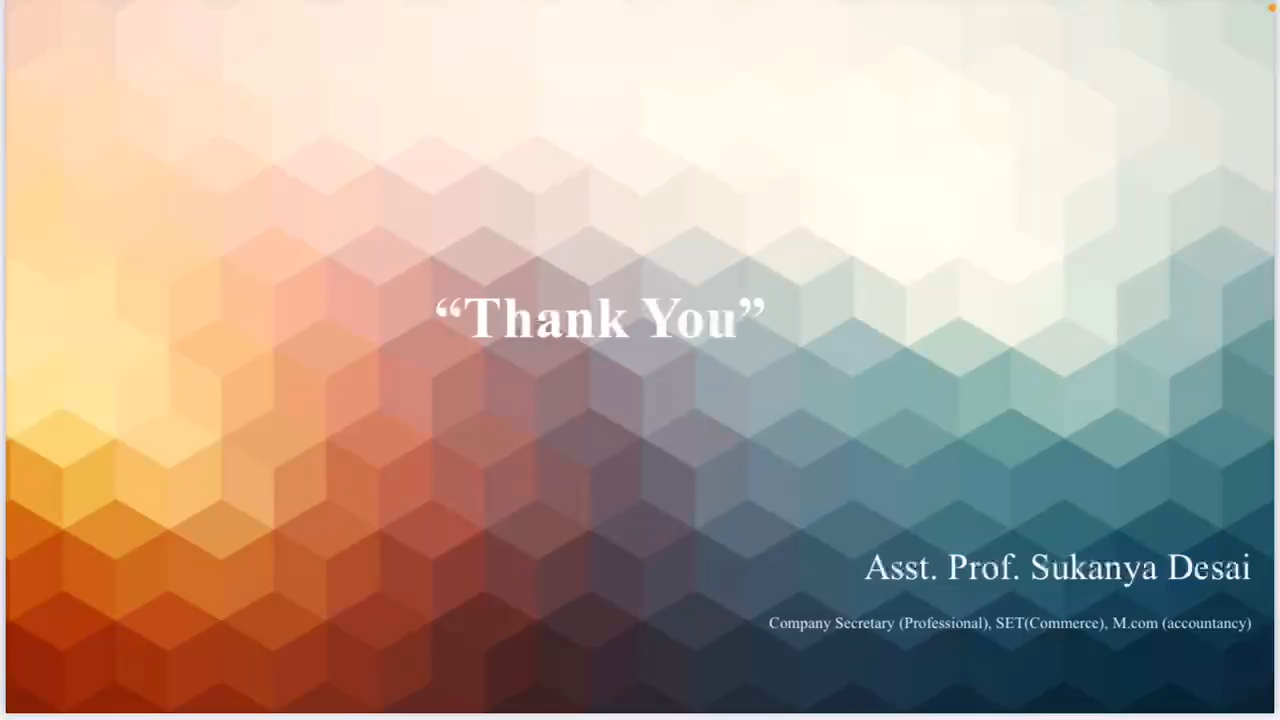 “Thank You”
Asst. Prof. Sukanya Desai
Company Secretary (Professional), SET(Commerce), M.com (accountancy)